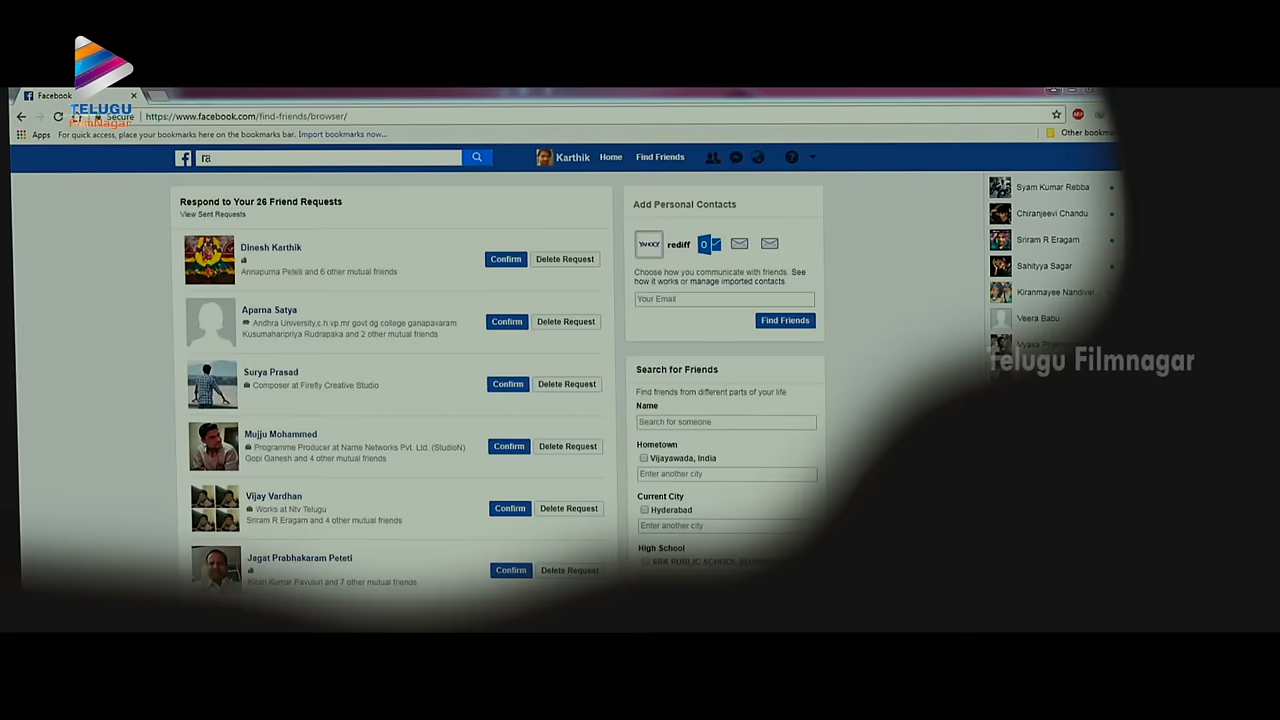 TELUGU
FilmNagar
Facebook
Secure
https://www.facebook.com/find-friends/browser/
Apps
For quick access, place your bookmarks here on the bookmarks bar. Import bookmarks now...
Other bookma
ra
Karthik
Home
Find Friends
Respond to Your 26 Friend Requests
View Sent Requests
Dinesh Karthik
Annapurna Peteti and 6 other mutual friends
Confirm
Delete Request
Aparna Satya
Andhra University,c.h.vp.mr govt dg college ganapavaram
Kusumaharipriya Rudrapaka and 2 other mutual friends
Confirm
Delete Request
Surya Prasad
Composer at Firefly Creative Studio
Confirm
Delete Request
Mujju Mohammed
Programme Producer at Name Networks Pvt. Ltd. (StudioN)
Gopi Ganesh and 4 other mutual friends
Confirm
Delete Request
Vijay Vardhan
Works at Ntv Telugu
Sriram R Eragam and 4 other mutual friends
Confirm
Delete Request
Jagat Prabhakaram Peteti
Kiran Kumar Pavuluri and 7 other mutual friends
Confirm
Delete Request
Add Personal Contacts
YAHOO!
rediff
Choose how you communicate with friends. See
how it works or manage imported contacts.
Your Email
Find Friends
Search for Friends
Find friends from different parts of your life
Name
Search for someone
Hometown
Vijayawada, India
Enter another city
Current City
Hyderabad
Enter another city
High School
SRK PUBLIC SCHOOL
Syam Kumar Rebba
Chiranjeevi Chandu
Sriram R Eragam
Sahityya Sagar
Kiranmayee Nandivel
Veera Babu
Telugu Filmnagar